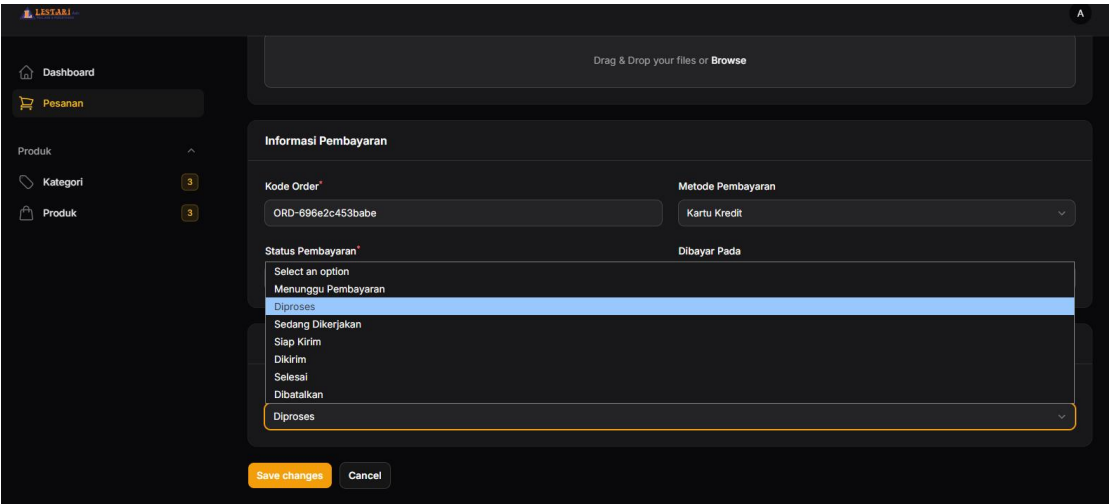 LESTARI
A
Drag & Drop your files or Browse
Dashboard
Pesanan
Produk
Kategori 3
Produk 3
Informasi Pembayaran
Kode Order*
Metode Pembayaran
ORD-696e2c453babe
Kartu Kredit
Status Pembayaran*
Dibayar Pada
Select an option
Menunggu Pembayaran
Diproses
Sedang Dikerjakan
Siap Kirim
Dikirim
Selesai
Dibatalkan
Diproses
Save changes
Cancel